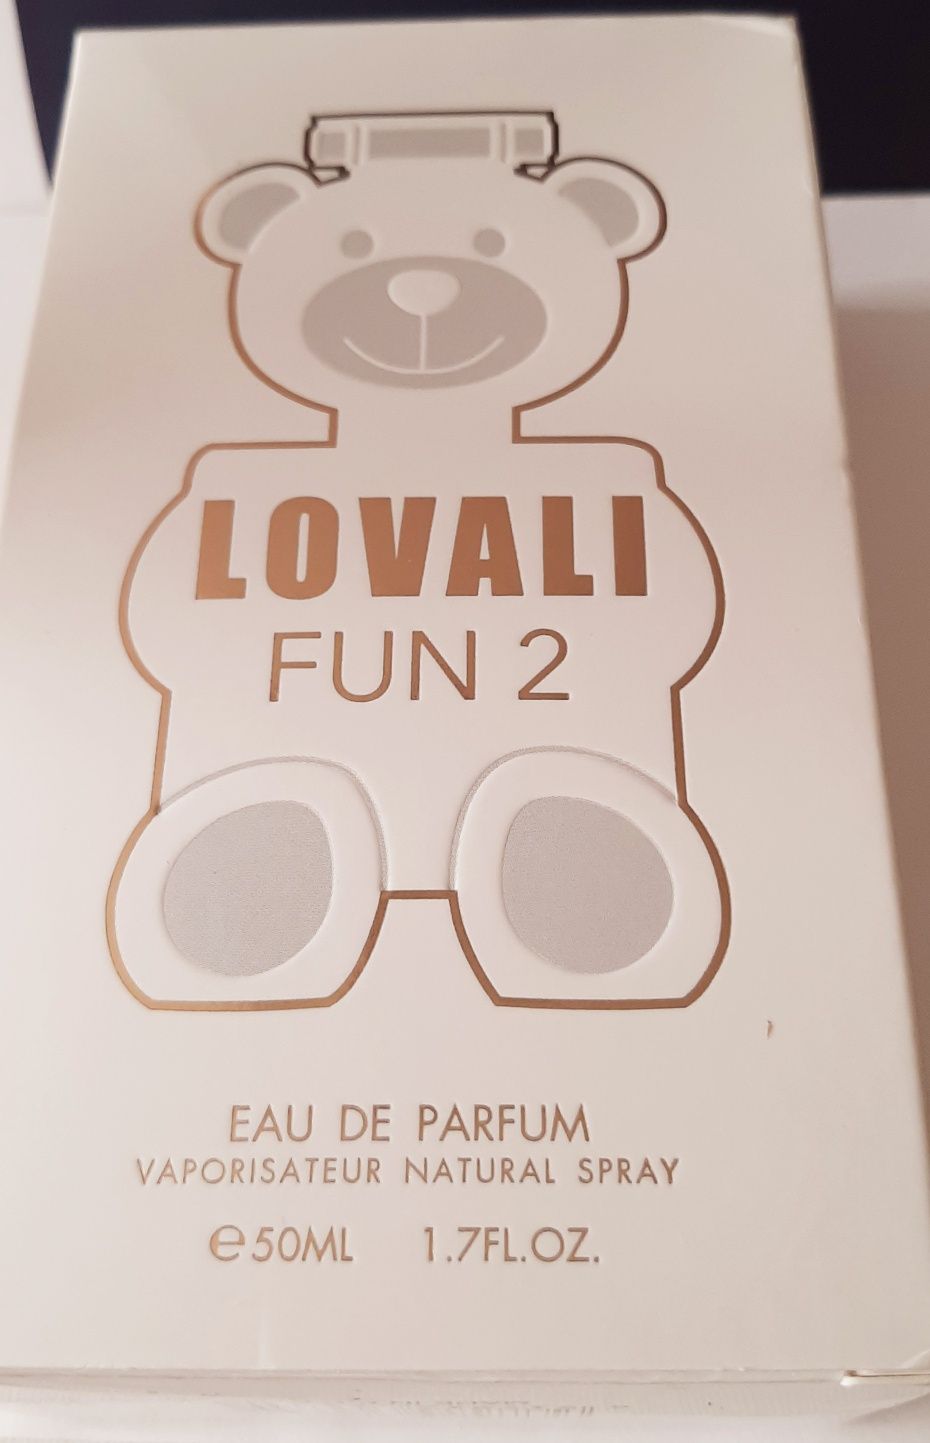 LOVALI
FUN 2
EAU DE PARFUM
VAPORISATEUR NATURAL SPRAY
℮50ML 1.7FL.OZ.